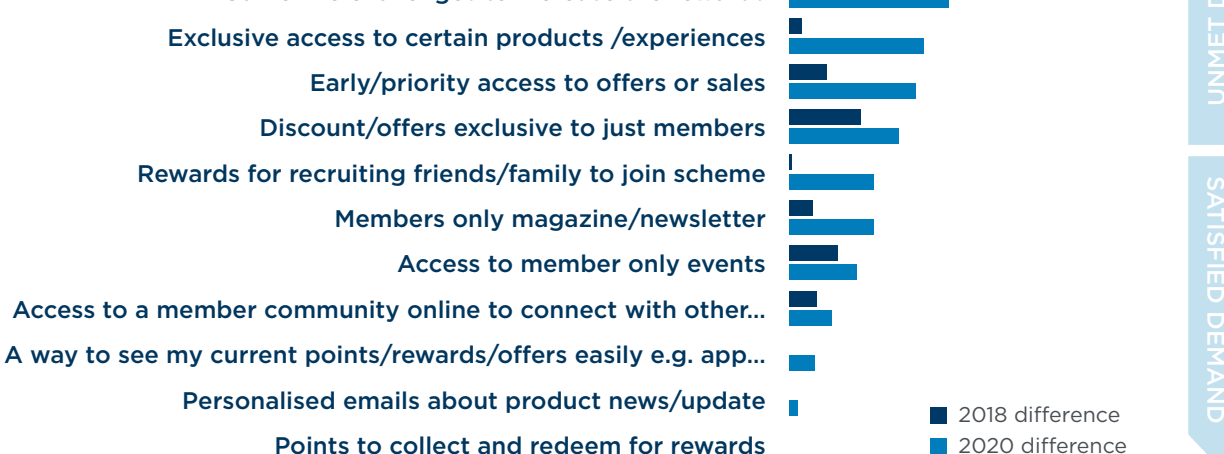 Exclusive access to certain products /experiences
Early/priority access to offers or sales
Discount/offers exclusive to just members
Rewards for recruiting friends/family to join scheme
Members only magazine/newsletter
Access to member only events
Access to a member community online to connect with other...
A way to see my current points/rewards/offers easily e.g. app...
Personalised emails about product news/update
Points to collect and redeem for rewards
2018 difference
2020 difference
UNMET
SATISFIED DEMAND